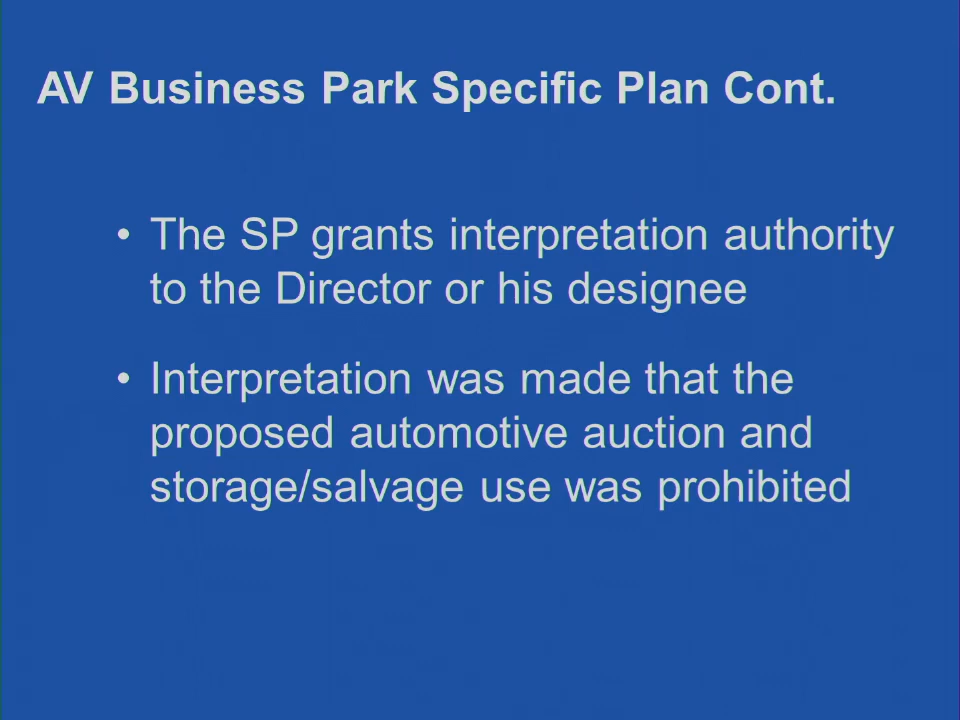 AV Business Park Specific Plan Cont.
• The SP grants interpretation authority
to the Director or his designee
• Interpretation was made that the
proposed automotive auction and
storage/salvage use was prohibited